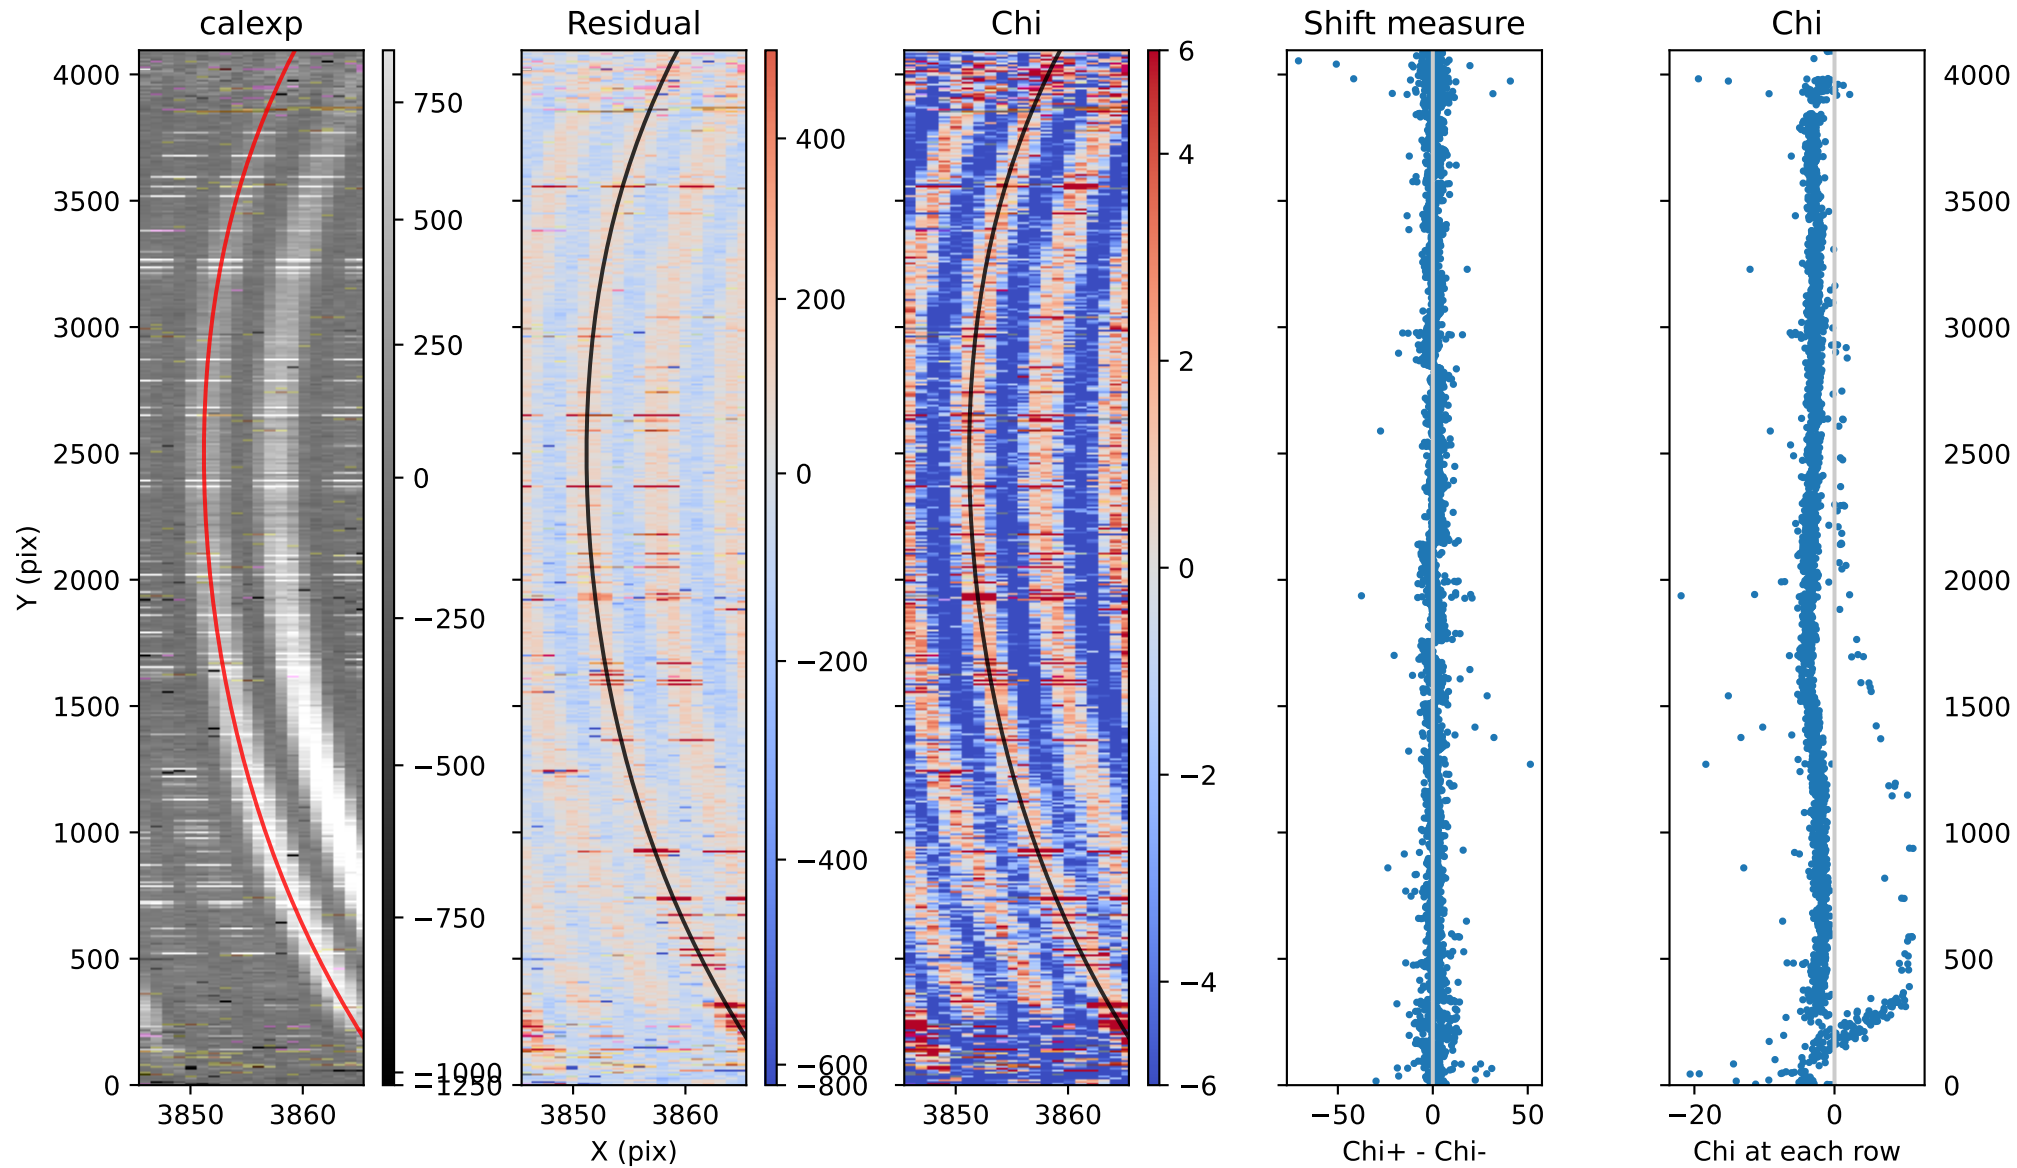 calexp Residual Chi Shift measure Chi
4000 750 400 6 4000
3500 500 200 4 3500
3000 250 0 2 3000
2500 0 −200 0 2500
2000 −250 −400 −2 2000
1500 −500 −600 −4 1500
1000 −750 −800 −6 1000
500 −1000 500
0 −1250 0
Y (pix)
3850 3860 3850 3860 3850 3860 −50 0 50 −20 0
X (pix) Chi+ - Chi- Chi at each row